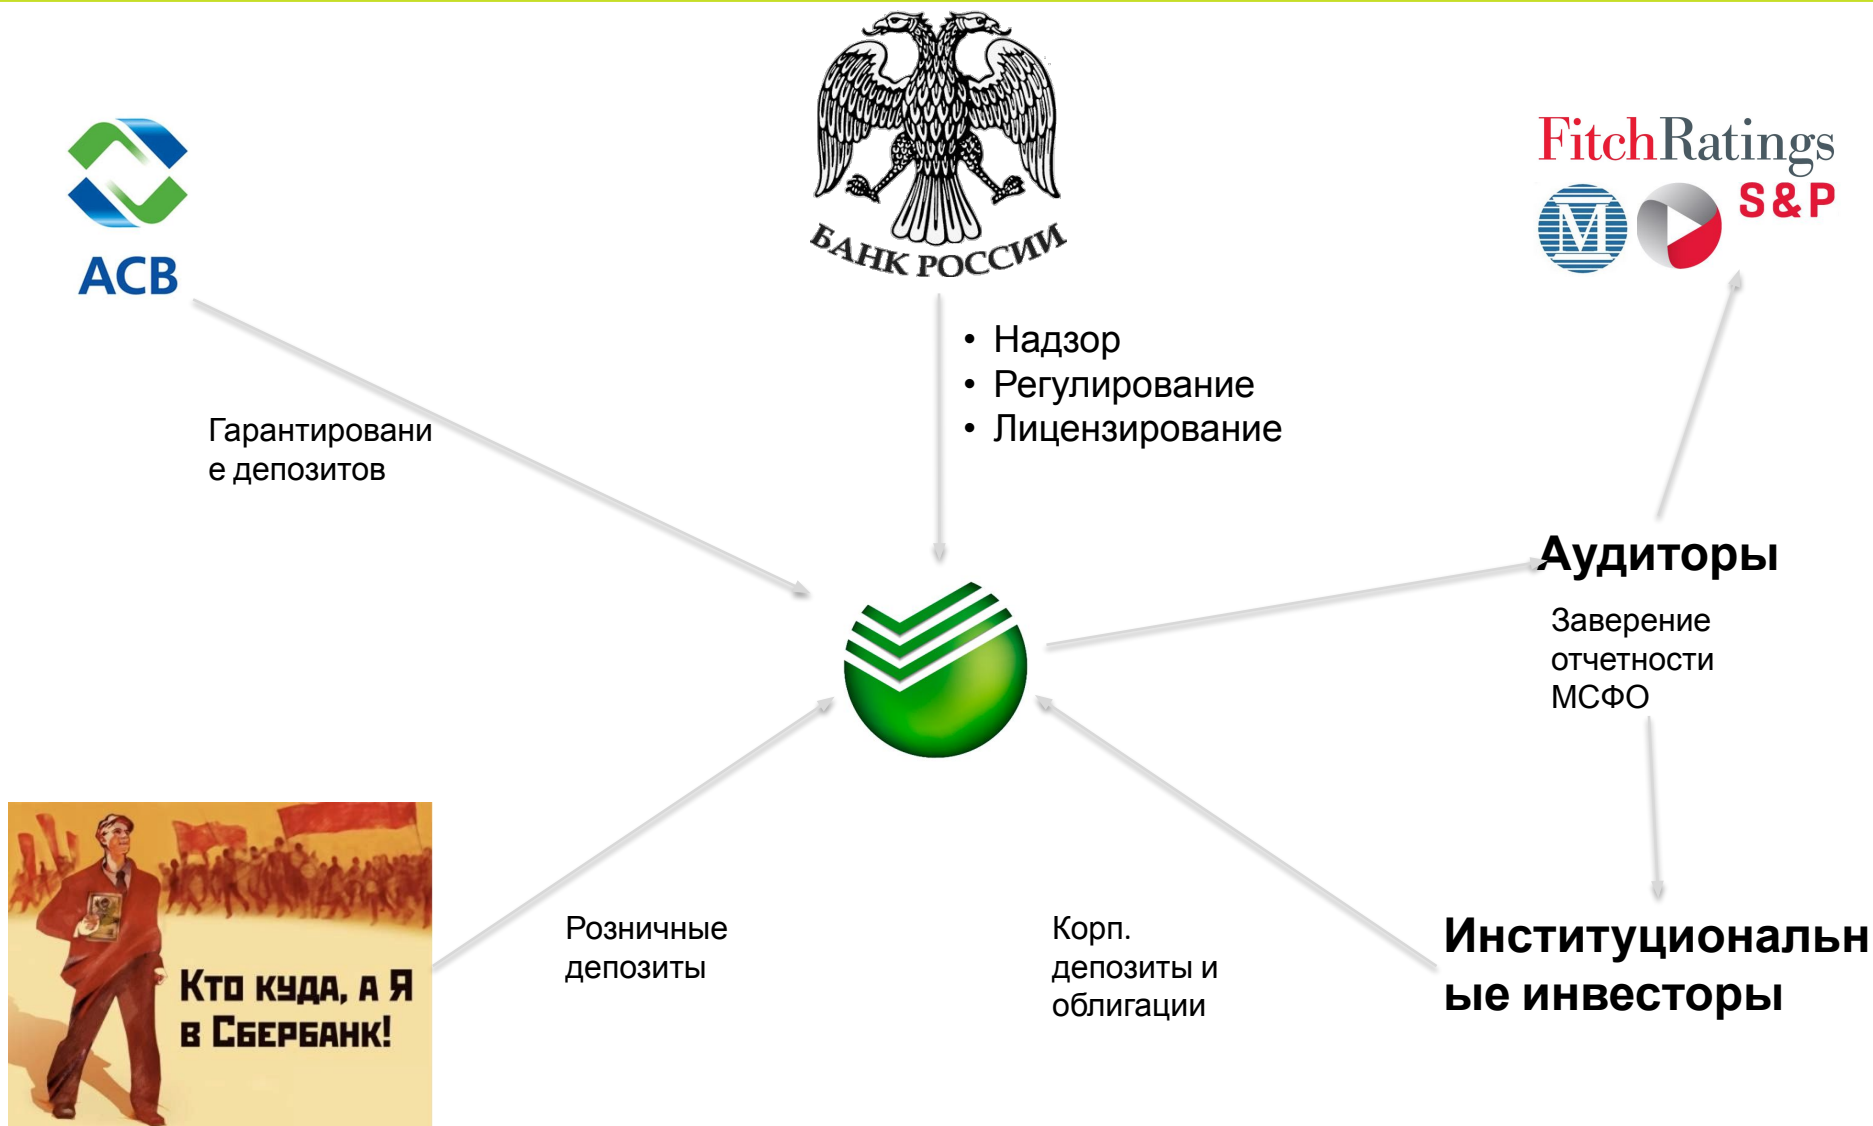 АСВ
БАНК РОССИИ
FitchRatings
M
S&P
• Надзор
• Регулирование
• Лицензирование
Гарантировани
е депозитов
Аудиторы
Заверение
отчетности
МСФО
Розничные
депозиты
Корп.
депозиты и
облигации
Институциональн
ые инвесторы
Кто куда, а Я
в Сбербанк!